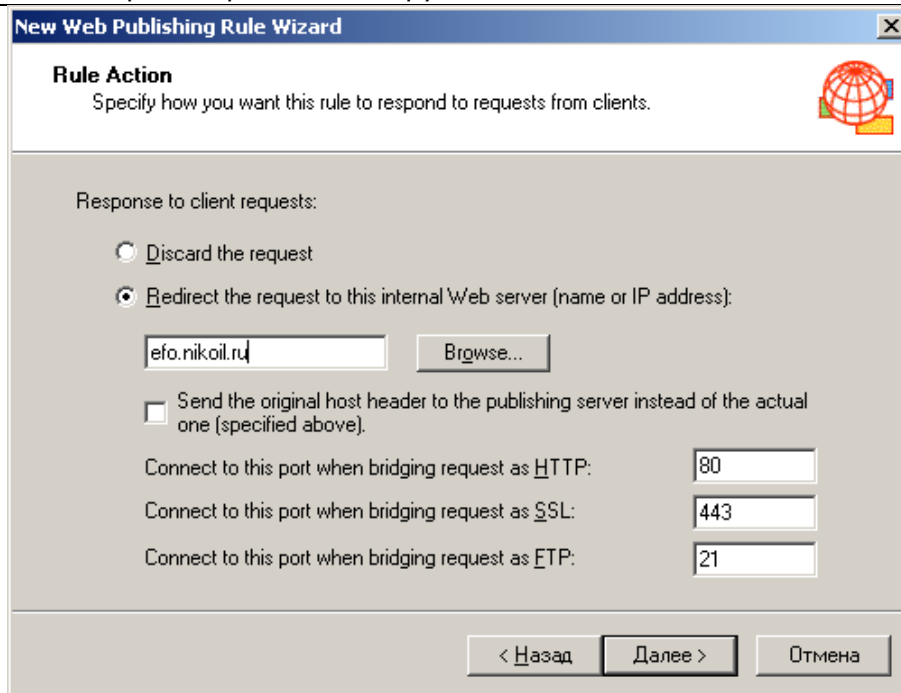 New Web Publishing Rule Wizard
Rule Action
Specify how you want this rule to respond to requests from clients.
Response to client requests:
Discard the request
Redirect the request to this internal Web server (name or IP address):
efo.nikoil.ru
Browse...
Send the original host header to the publishing server instead of the actual
one (specified above).
Connect to this port when bridging request as HTTP: 80
Connect to this port when bridging request as SSL: 443
Connect to this port when bridging request as FTP: 21
< Назад Далее > Отмена